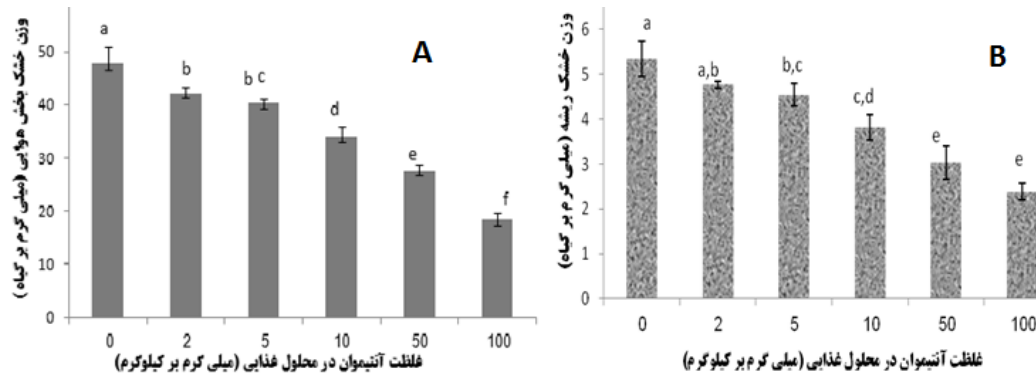 A
وزن خشک بخش هوایی (میلی گرم بر گیاه)
50
40
30
20
10
0
a
b
b c
d
e
f
0 2 5 10 50 100
غلظت آنتیموان در محلول غذایی (میلی گرم بر کیلوگرم)
B
وزن خشک ریشه (میلی گرم بر گیاه)
6
5
4
3
2
1
0
a
a,b
b,c
c,d
e
e
0 2 5 10 50 100
غلظت آنتیموان در محلول غذایی (میلی گرم بر کیلوگرم)